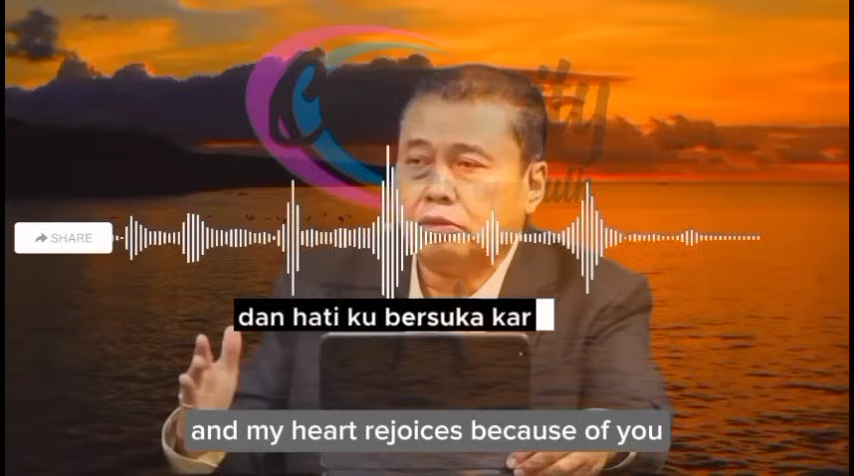 SHARE
dan hati ku bersuka kar
and my heart rejoices because of you